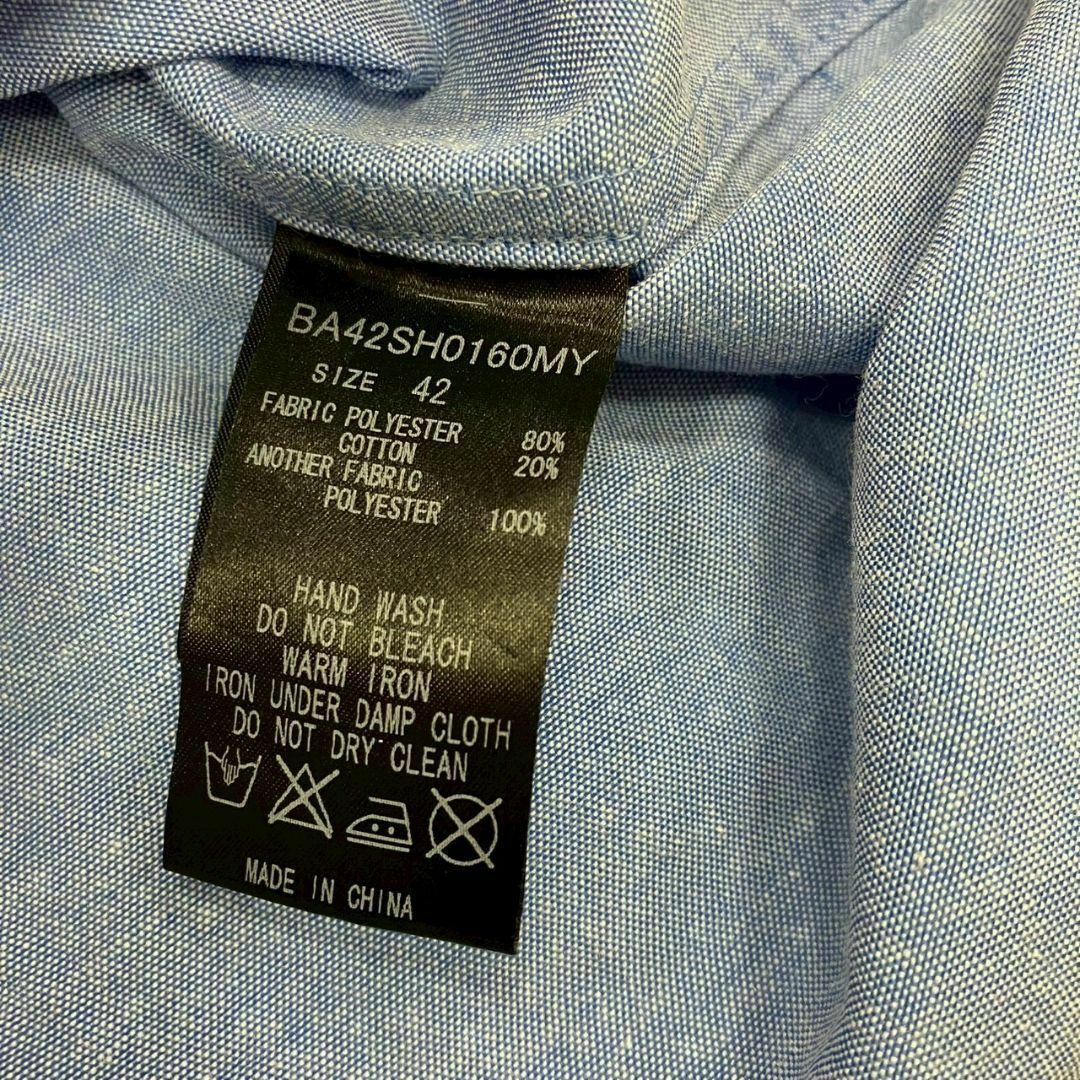 BA42SH0160MY
SIZE 42
FABRIC POLYESTER 80%
COTTON 20%
ANOTHER FABRIC
POLYESTER 100%
HAND WASH
DO NOT BLEACH
WARM IRON
IRON UNDER DAMP CLOTH
DO NOT DRY CLEAN
MADE IN CHINA